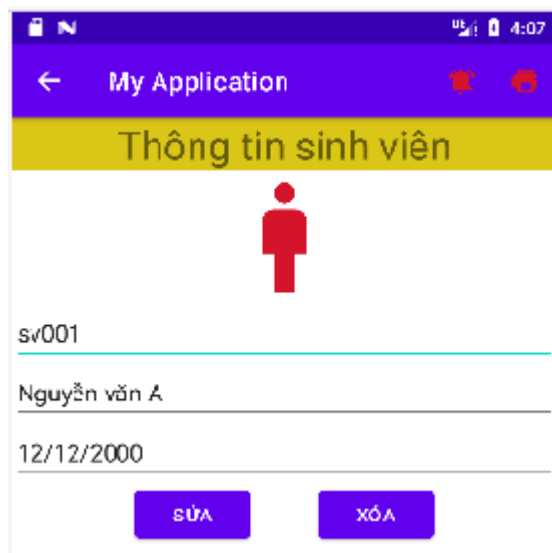 4:07
My Application
Thông tin sinh viên
sv001
Nguyễn văn A
12/12/2000
SỬA
XÓA